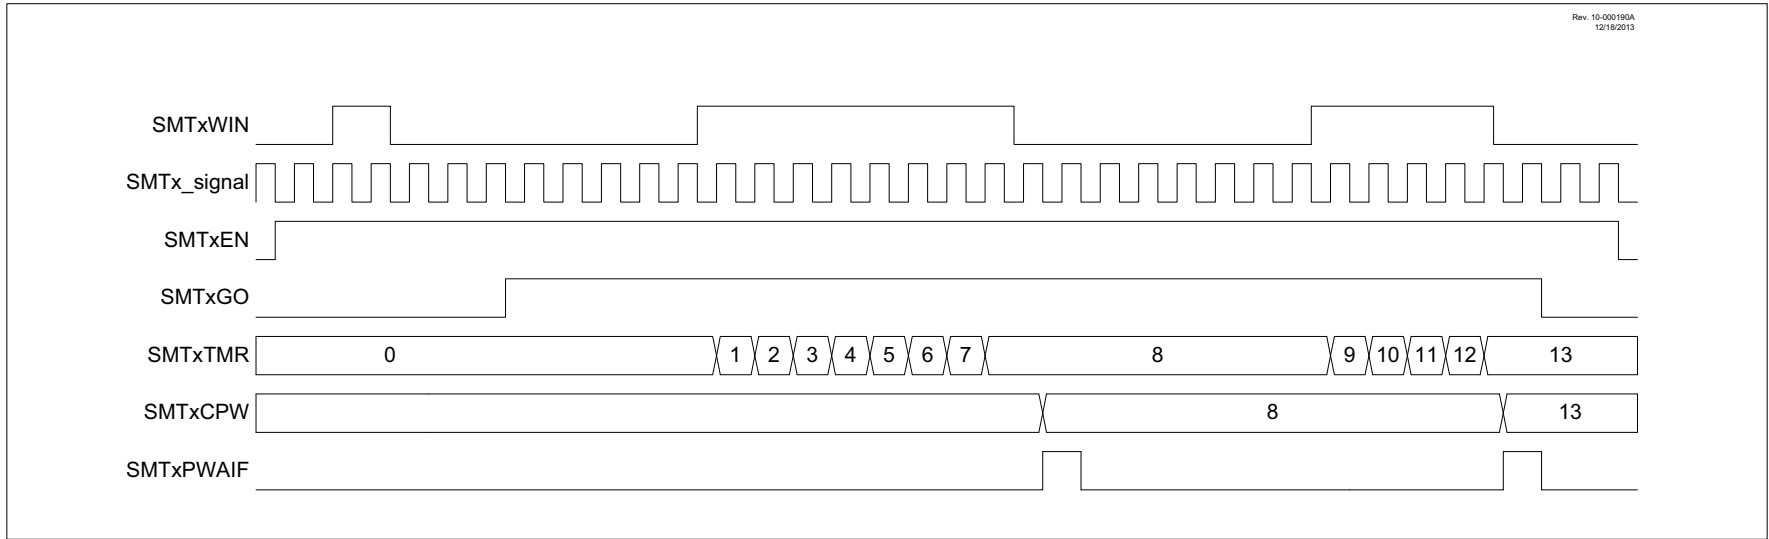 Rev. 10-000190A
12/18/2013
SMTxWIN
SMTx_signal
SMTxEN
SMTxGO
SMTxTMR 0 1 2 3 4 5 6 7 8 9 10 11 12 13
SMTxCPW 8 13
SMTxPWAIF